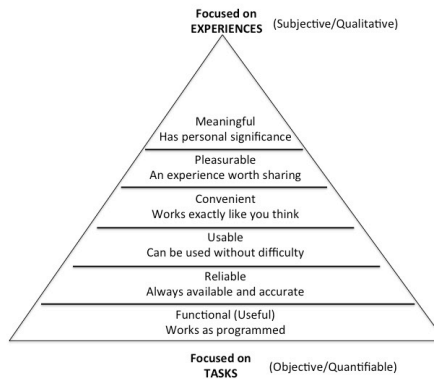 Focused on
EXPERIENCES (Subjective/Qualitative)
Meaningful
Has personal significance
Pleasurable
An experience worth sharing
Convenient
Works exactly like you think
Usable
Can be used without difficulty
Reliable
Always available and accurate
Functional (Useful)
Works as programmed
Focused on
TASKS (Objective/Quantifiable)